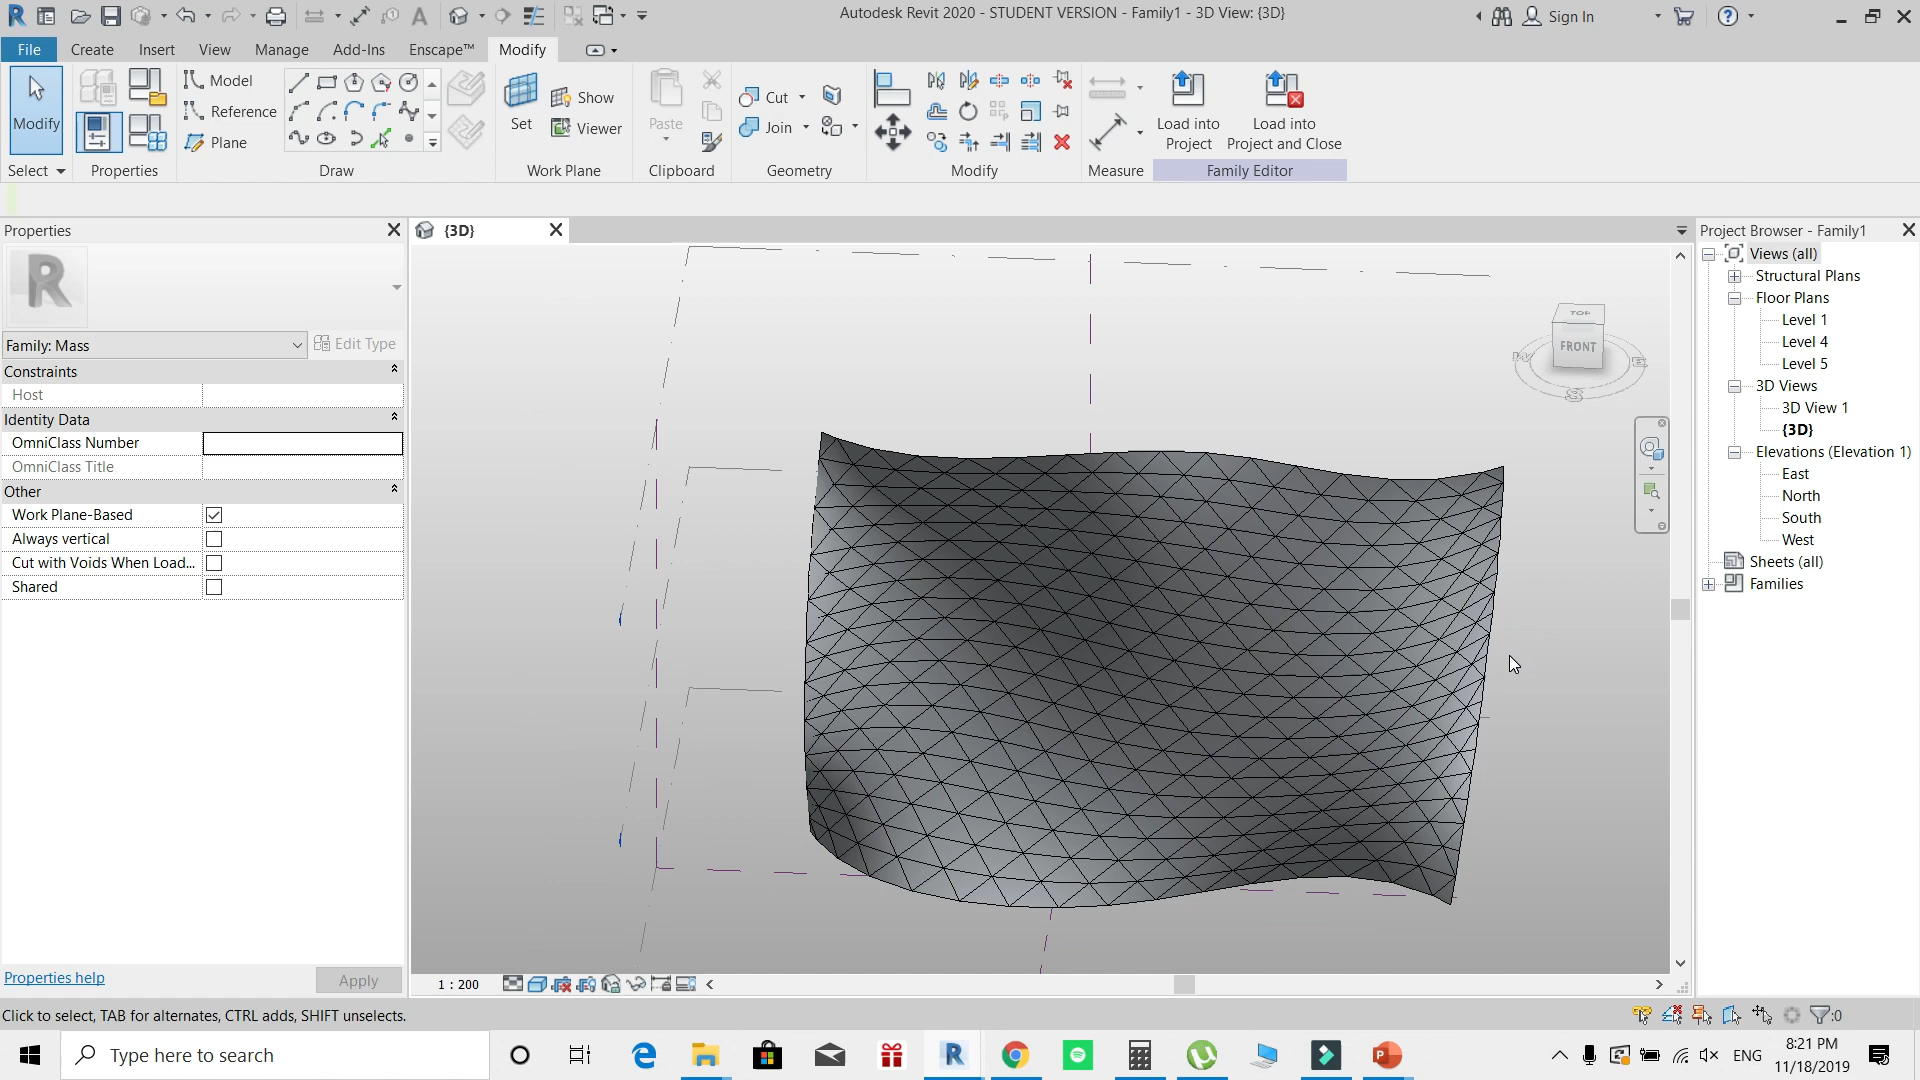 Autodesk Revit 2020 - STUDENT VERSION - Family1 - 3D View: {3D}
Sign In
File Create Insert View Manage Add-Ins Enscape™ Modify
Modify
Model
Reference
Plane
Set
Show
Viewer
Paste
Cut
Join
Load into
Project
Load into
Project and Close
Select Properties Draw Work Plane Clipboard Geometry Modify Measure Family Editor
Properties
R
Family: Mass
Edit Type
Constraints
Host
Identity Data
OmniClass Number
OmniClass Title
Other
Work Plane-Based
Always vertical
Cut with Voids When Load...
Shared
Properties help
Apply
{3D}
TOP
FRONT
W
E
S
1 : 200
Project Browser - Family1
Views (all)
Structural Plans
Floor Plans
Level 1
Level 4
Level 5
3D Views
3D View 1
{3D}
Elevations (Elevation 1)
East
North
South
West
Sheets (all)
Families
Click to select, TAB for alternates, CTRL adds, SHIFT unselects.
:0
Type here to search
ENG
8:21 PM
11/18/2019